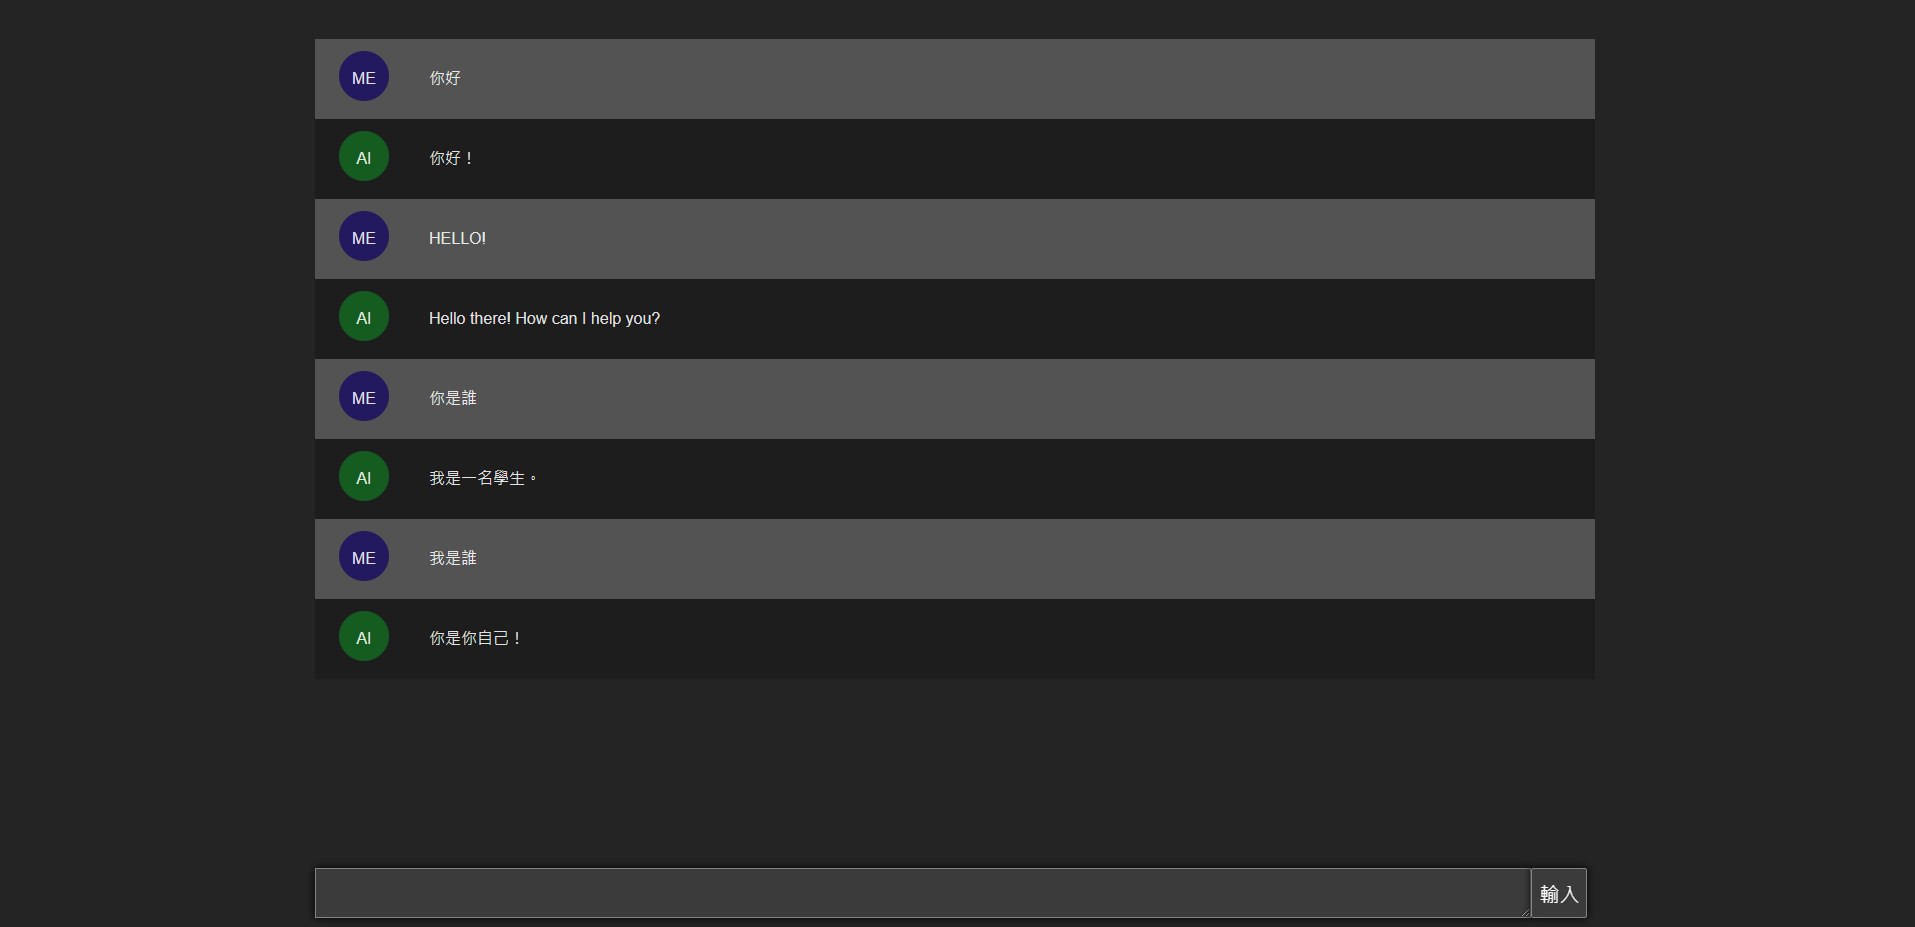 ME 你好
AI 你好！
ME HELLO!
AI Hello there! How can I help you?
ME 你是誰
AI 我是一名學生。
ME 我是誰
AI 你是你自己！
輸入